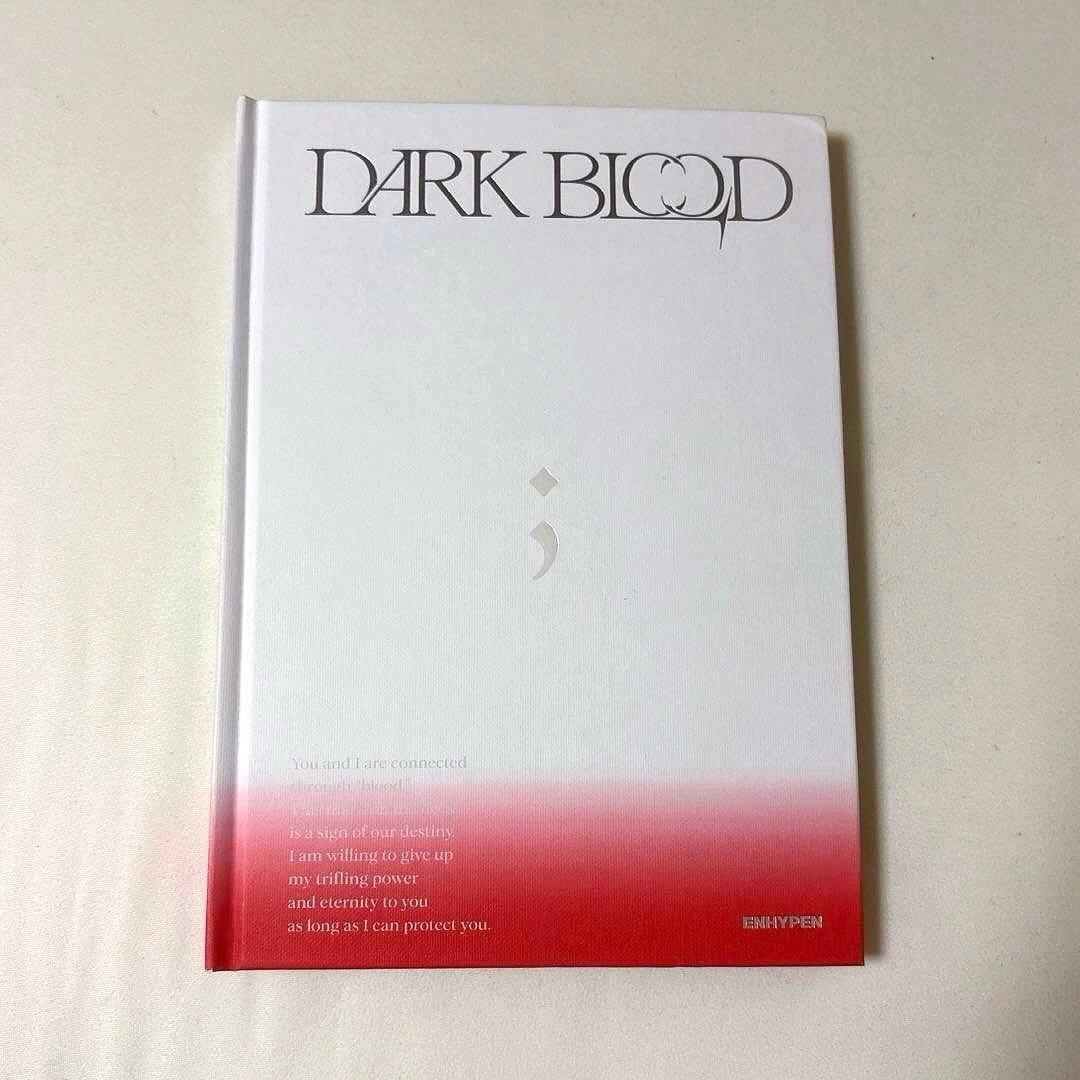 DARK BLOOD
;
You and I are connected
through "blood."
is a sign of our destiny.
I am willing to give up
my trifling power
and eternity to you
as long as I can protect you.
ENHYPEN